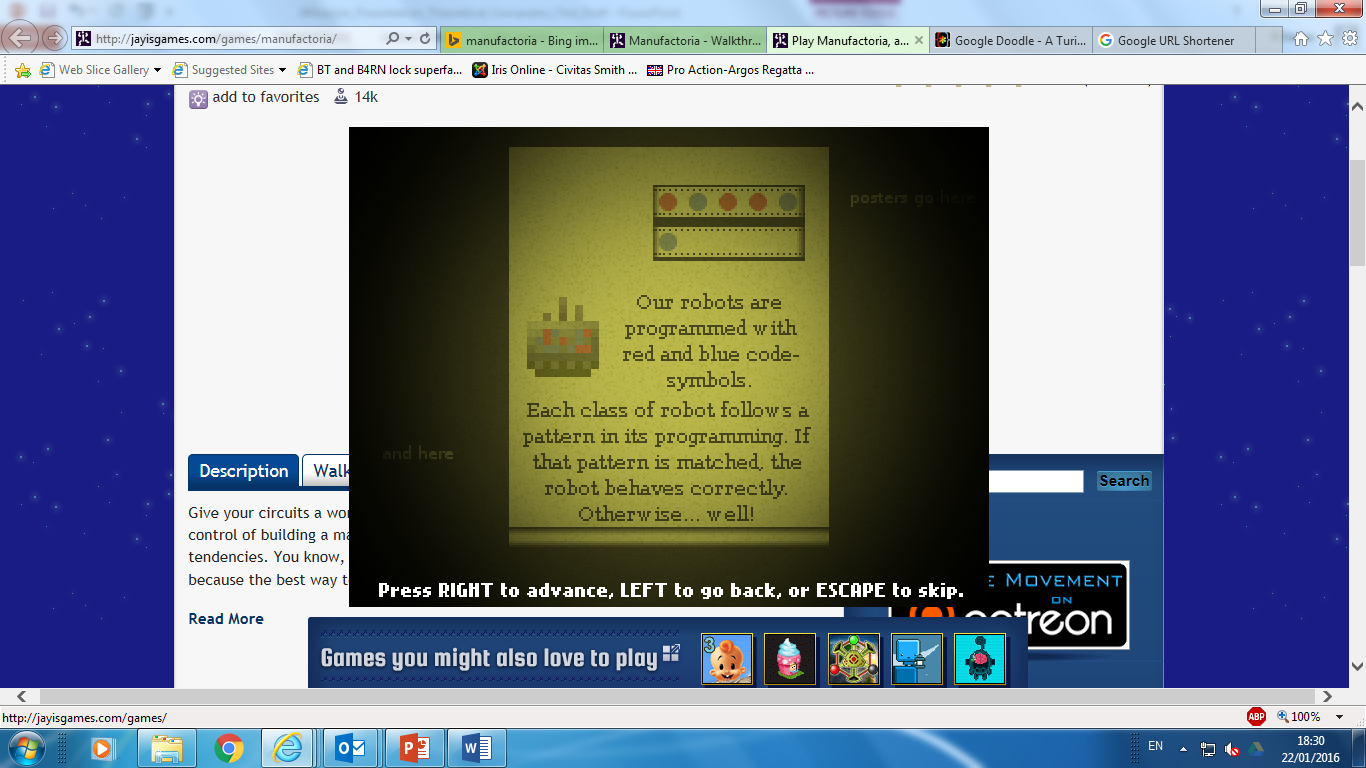 http://jayisgames.com/games/manufactoria/
manufactoria - Bing im...
Manufactoria - Walkthr...
Play Manufactoria, a...
Google Doodle - A Turi...
Google URL Shortener
Web Slice Gallery
Suggested Sites
BT and B4RN lock superfa...
Iris Online - Civitas Smith ...
Pro Action-Argos Regatta ...
add to favorites
14k
posters go here
Our robots are
programmed with
red and blue code-
symbols.
Each class of robot follows a
pattern in its programming. If
that pattern is matched, the
robot behaves correctly.
Otherwise... well!
and here
Press RIGHT to advance, LEFT to go back, or ESCAPE to skip.
Description
Walk
Search
Give your circuits a wo
control of building a ma
tendencies. You know,
because the best way t
Read More
E MOVEMENT
ON
Games you might also love to play
3
http://jayisgames.com/games/
ABP
100%
EN
18:30
22/01/2016